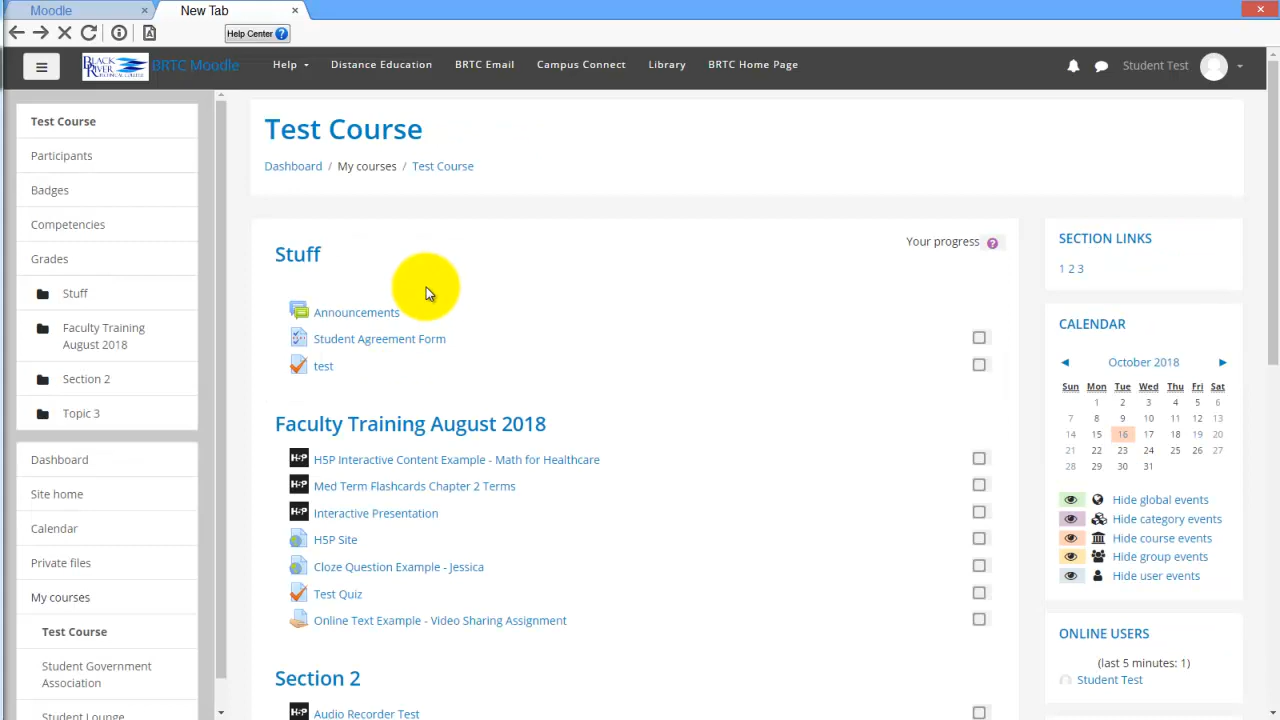 Moodle
New Tab
Help Center ?
BLACK
RIVER
TECHNICAL COLLEGE
BRTC Moodle
Help
Distance Education
BRTC Email
Campus Connect
Library
BRTC Home Page
Student Test
Test Course
Participants
Badges
Competencies
Grades
Stuff
Faculty Training
August 2018
Section 2
Topic 3
Dashboard
Site home
Calendar
Private files
My courses
Test Course
Student Government
Association
Student Lounge
Test Course
Dashboard / My courses / Test Course
Your progress ?
Stuff
Announcements
Student Agreement Form
test
Faculty Training August 2018
H5P H5P Interactive Content Example - Math for Healthcare
H5P Med Term Flashcards Chapter 2 Terms
H5P Interactive Presentation
H5P Site
Cloze Question Example - Jessica
Test Quiz
Online Text Example - Video Sharing Assignment
Section 2
H5P Audio Recorder Test
SECTION LINKS
1 2 3
CALENDAR
◄ October 2018 ►
Sun Mon Tue Wed Thu Fri Sat
1 2 3 4 5 6
7 8 9 10 11 12 13
14 15 16 17 18 19 20
21 22 23 24 25 26 27
28 29 30 31
Hide global events
Hide category events
Hide course events
Hide group events
Hide user events
ONLINE USERS
(last 5 minutes: 1)
Student Test